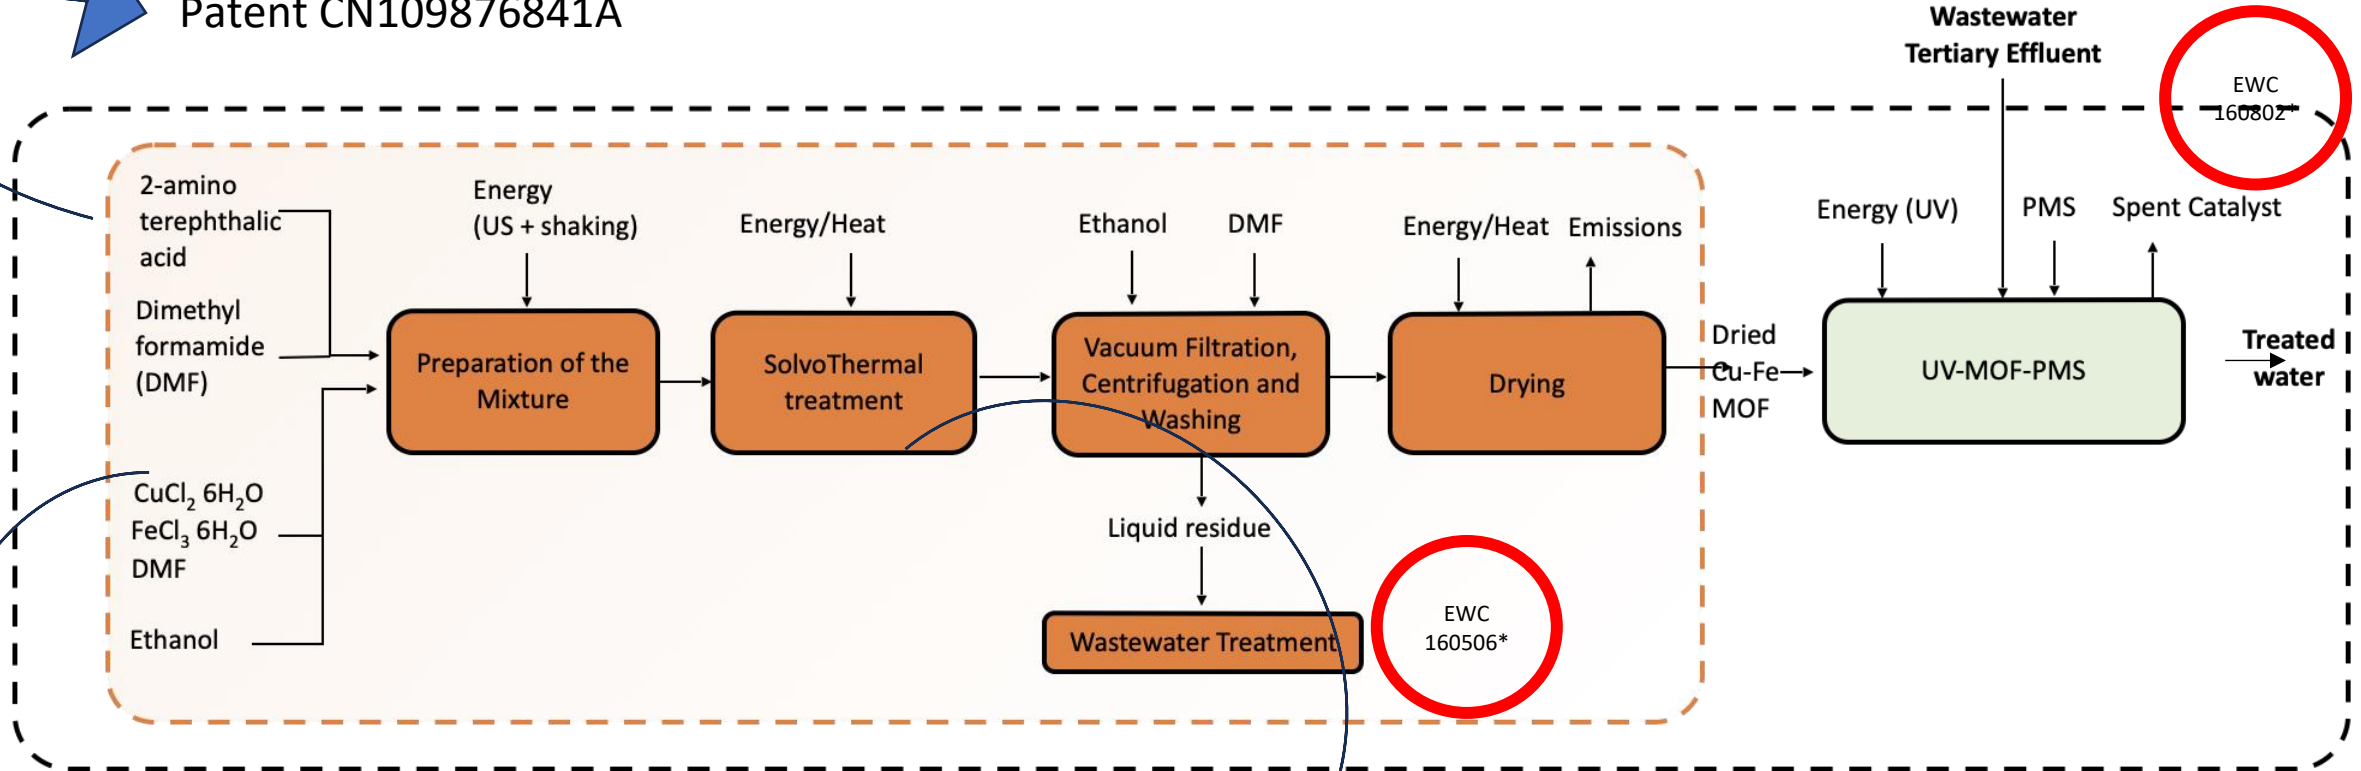 Patent CN109876841A
Wastewater
Tertiary Effluent
EWC
160802*
2-amino
terephthalic
acid
Dimethyl
formamide
(DMF)
CuCl2 6H2O
FeCl3 6H2O
DMF
Ethanol
Energy
(US + shaking)
Preparation of the
Mixture
Energy/Heat
SolvoThermal
treatment
Ethanol
DMF
Vacuum Filtration,
Centrifugation and
Washing
Liquid residue
Wastewater Treatment
EWC
160506*
Energy/Heat
Emissions
Drying
Dried
Cu-Fe
MOF
Energy (UV)
PMS
Spent Catalyst
UV-MOF-PMS
Treated
water